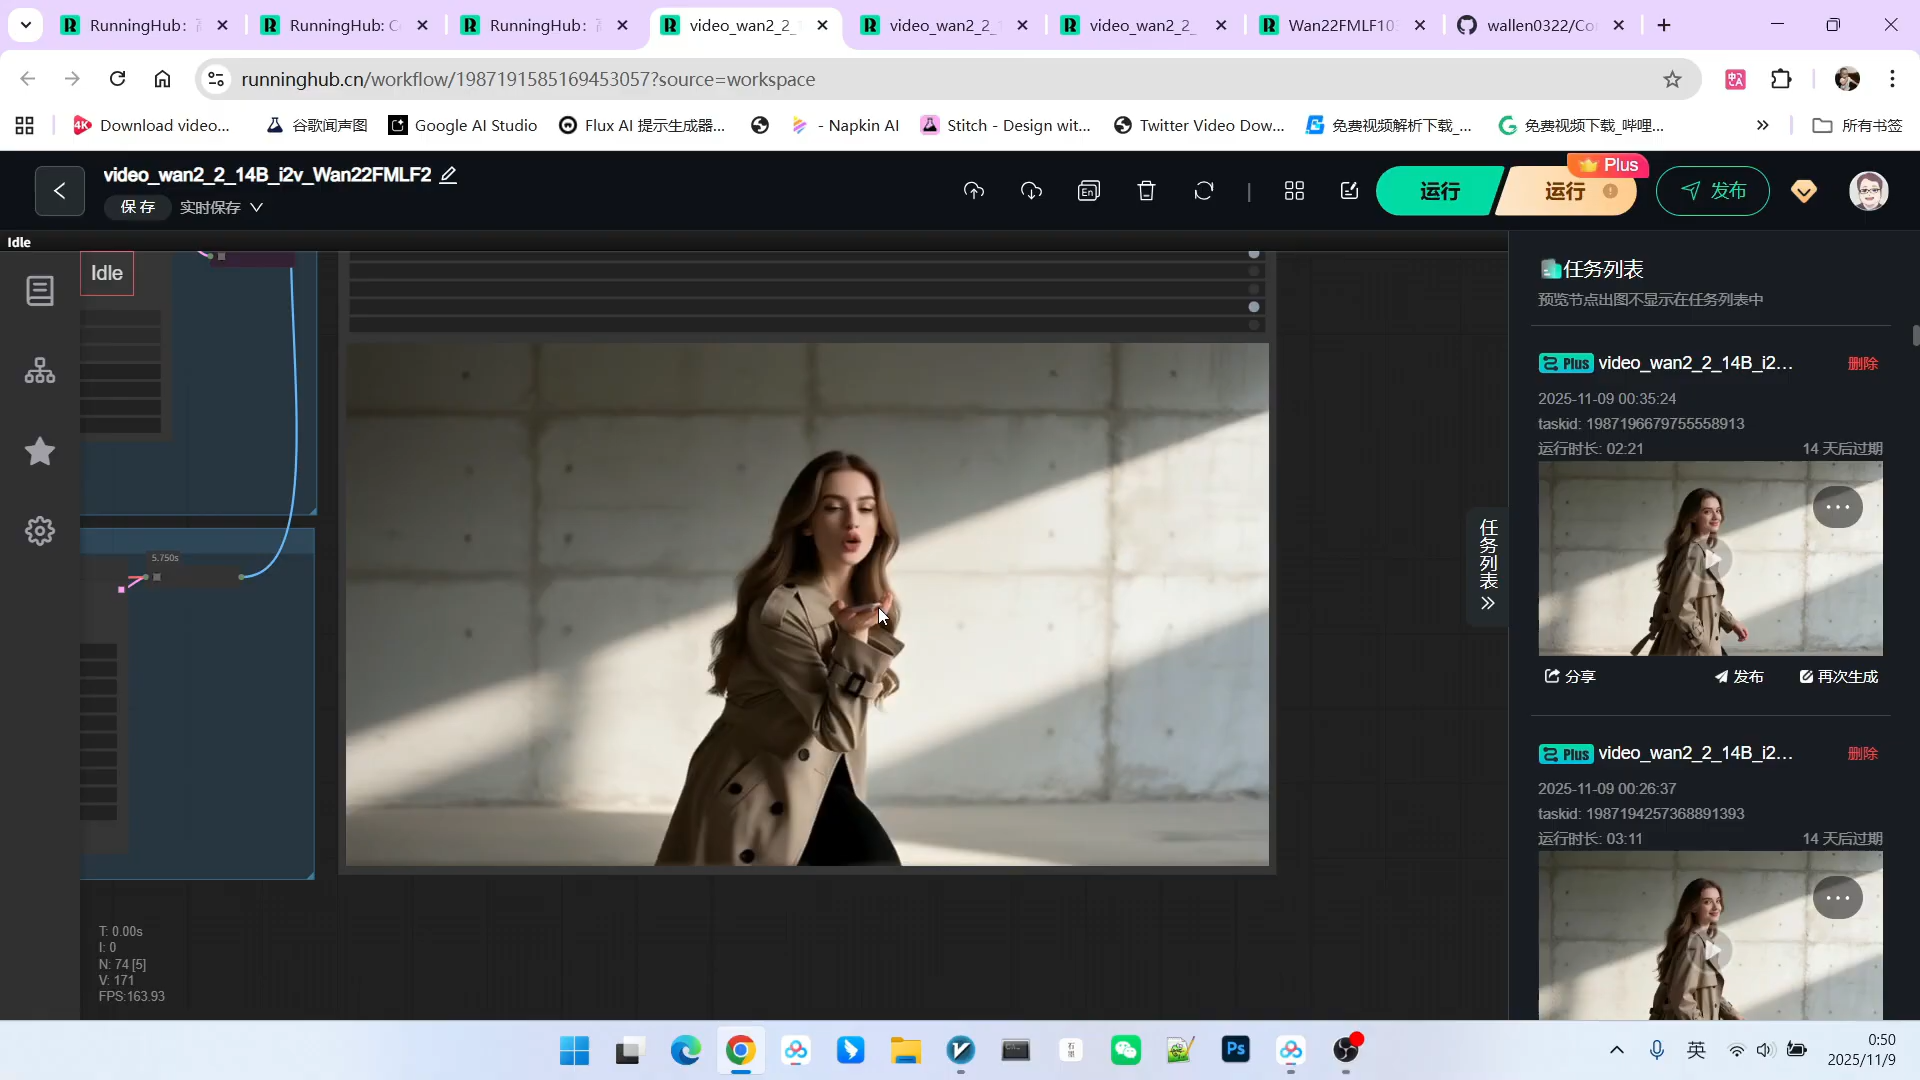 RunningHub：高
RunningHub: C
RunningHub：高
video_wan2_2_
video_wan2_2_
video_wan2_2_
Wan22FMLF10
wallen0322/Co
runninghub.cn/workflow/1987191585169453057?source=workspace
4K
Download video...
谷歌闻声图
Google AI Studio
Flux AI 提示生成器...
- Napkin AI
Stitch - Design wit...
Twitter Video Dow...
免费视频解析下载_...
免费视频下载_哔哩...
所有书签
video_wan2_2_14B_i2v_Wan22FMLF2
保存
实时保存
En
运行
运行
Plus
发布
Idle
Idle
5.750s
T: 0.00s
I: 0
N: 74 [5]
V: 171
FPS:163.93
任务列表
任务列表
预览节点出图不显示在任务列表中
Plus
video_wan2_2_14B_i2...
删除
2025-11-09 00:35:24
taskid: 1987196679755558913
运行时长: 02:21
14 天后过期
分享
发布
再次生成
Plus
video_wan2_2_14B_i2...
删除
2025-11-09 00:26:37
taskid: 1987194257368891393
运行时长: 03:11
14 天后过期
Ps
英
0:50
2025/11/9